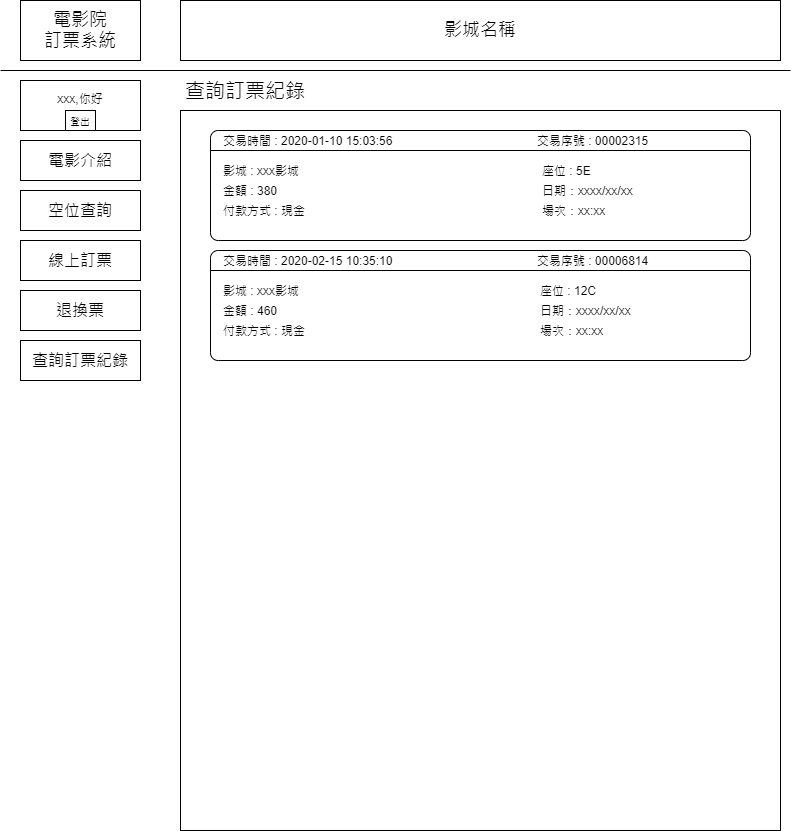 電影院
訂票系統
影城名稱
xxx,你好
登出
電影介紹
空位查詢
線上訂票
退換票
查詢訂票紀錄
查詢訂票紀錄
交易時間 : 2020-01-10 15:03:56 交易序號 : 00002315
影城 : xxx影城 座位 : 5E
金額 : 380 日期 : xxxx/xx/xx
付款方式 : 現金 場次 : xx:xx
交易時間 : 2020-02-15 10:35:10 交易序號 : 00006814
影城 : xxx影城 座位 : 12C
金額 : 460 日期 : xxxx/xx/xx
付款方式 : 現金 場次 : xx:xx